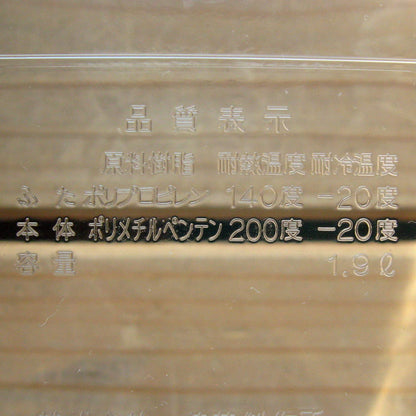 品質表示
原料樹脂 耐熱温度 耐冷温度
ふた ポリプロピレン 140度 -20度
本体 ポリメチルペンテン 200度 -20度
容量 1.9ℓ